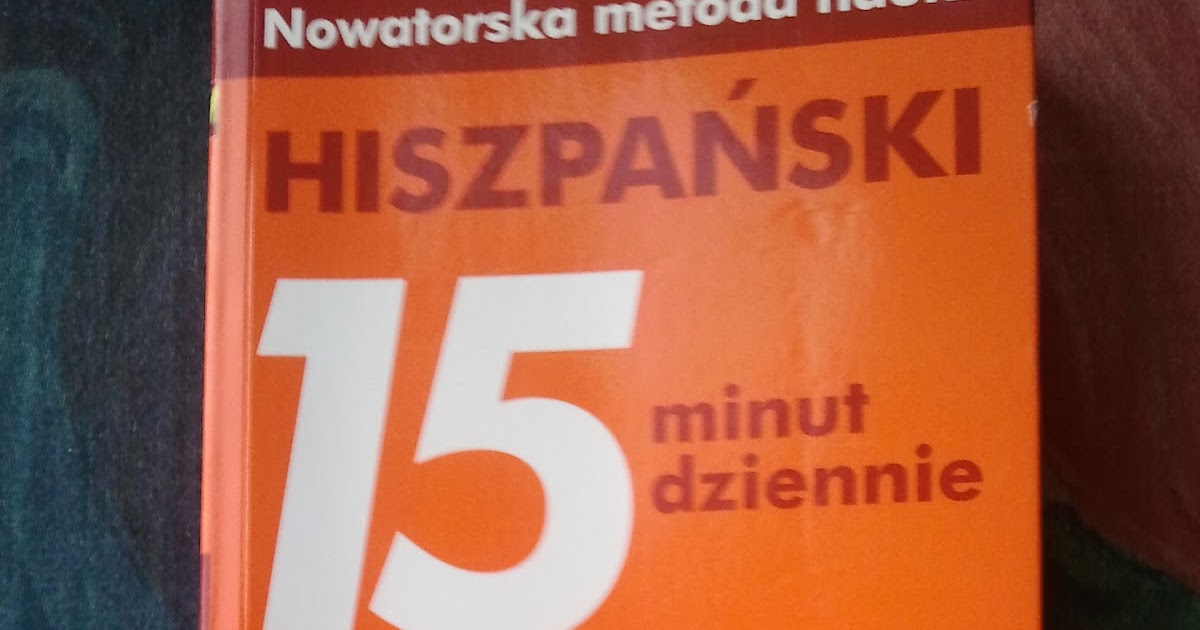 Nowatorska metoda
HISZPAŃSKI
15
minut
dziennie